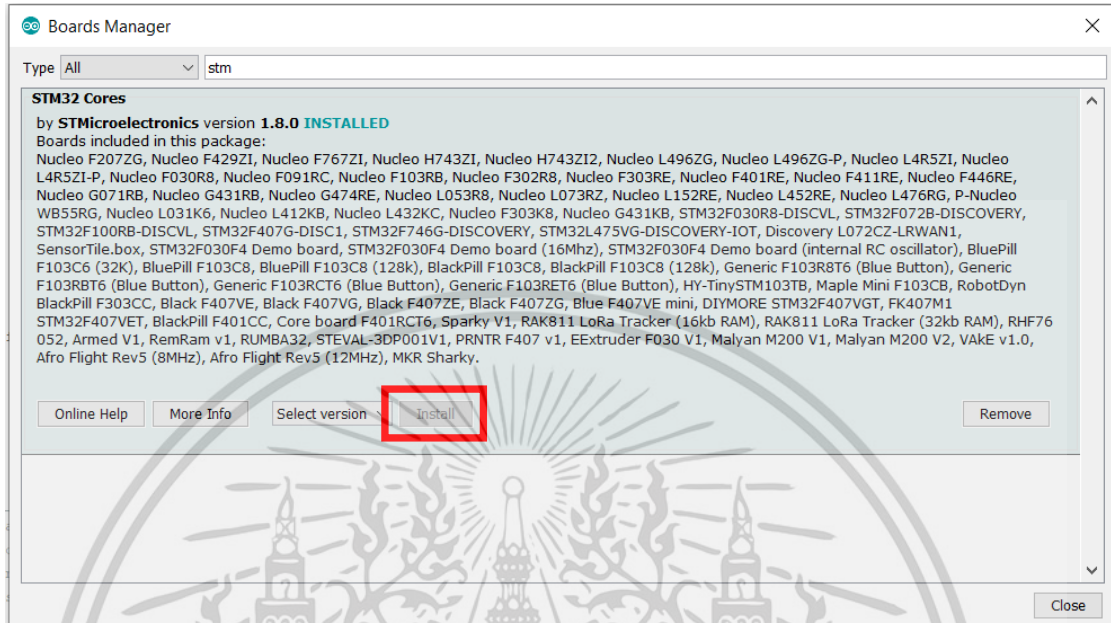 Boards Manager
Type All stm
STM32 Cores
by STMicroelectronics version 1.8.0 INSTALLED
Boards included in this package:
Nucleo F207ZG, Nucleo F429ZI, Nucleo F767ZI, Nucleo H743ZI, Nucleo H743ZI2, Nucleo L496ZG, Nucleo L496ZG-P, Nucleo L4R5ZI, Nucleo
L4R5ZI-P, Nucleo F030R8, Nucleo F091RC, Nucleo F103RB, Nucleo F302R8, Nucleo F303RE, Nucleo F401RE, Nucleo F411RE, Nucleo F446RE,
Nucleo G071RB, Nucleo G431RB, Nucleo G474RE, Nucleo L053R8, Nucleo L073RZ, Nucleo L152RE, Nucleo L452RE, Nucleo L476RG, P-Nucleo
WB55RG, Nucleo L031K6, Nucleo L412KB, Nucleo L432KC, Nucleo F303K8, Nucleo G431KB, STM32F030R8-DISCVL, STM32F072B-DISCOVERY,
STM32F100RB-DISCVL, STM32F407G-DISC1, STM32F746G-DISCOVERY, STM32L475VG-DISCOVERY-IOT, Discovery L072CZ-LRWAN1,
SensorTile.box, STM32F030F4 Demo board, STM32F030F4 Demo board (16Mhz), STM32F030F4 Demo board (internal RC oscillator), BluePill
F103C6 (32K), BluePill F103C8, BluePill F103C8 (128k), BlackPill F103C8, BlackPill F103C8 (128k), Generic F103R8T6 (Blue Button), Generic
F103RBT6 (Blue Button), Generic F103RCT6 (Blue Button), Generic F103RET6 (Blue Button), HY-TinySTM103TB, Maple Mini F103CB, RobotDyn
BlackPill F303CC, Black F407VE, Black F407VG, Black F407ZE, Black F407ZG, Blue F407VE mini, DIYMORE STM32F407VGT, FK407M1
STM32F407VET, BlackPill F401CC, Core board F401RCT6, Sparky V1, RAK811 LoRa Tracker (16kb RAM), RAK811 LoRa Tracker (32kb RAM), RHF76
052, Armed V1, RemRam v1, RUMBA32, STEVAL-3DP001V1, PRNTR F407 v1, EExtruder F030 V1, Malyan M200 V1, Malyan M200 V2, VAkE v1.0,
Afro Flight Rev5 (8MHz), Afro Flight Rev5 (12MHz), MKR Sharky.
Online Help More Info Select version Install Remove
Close